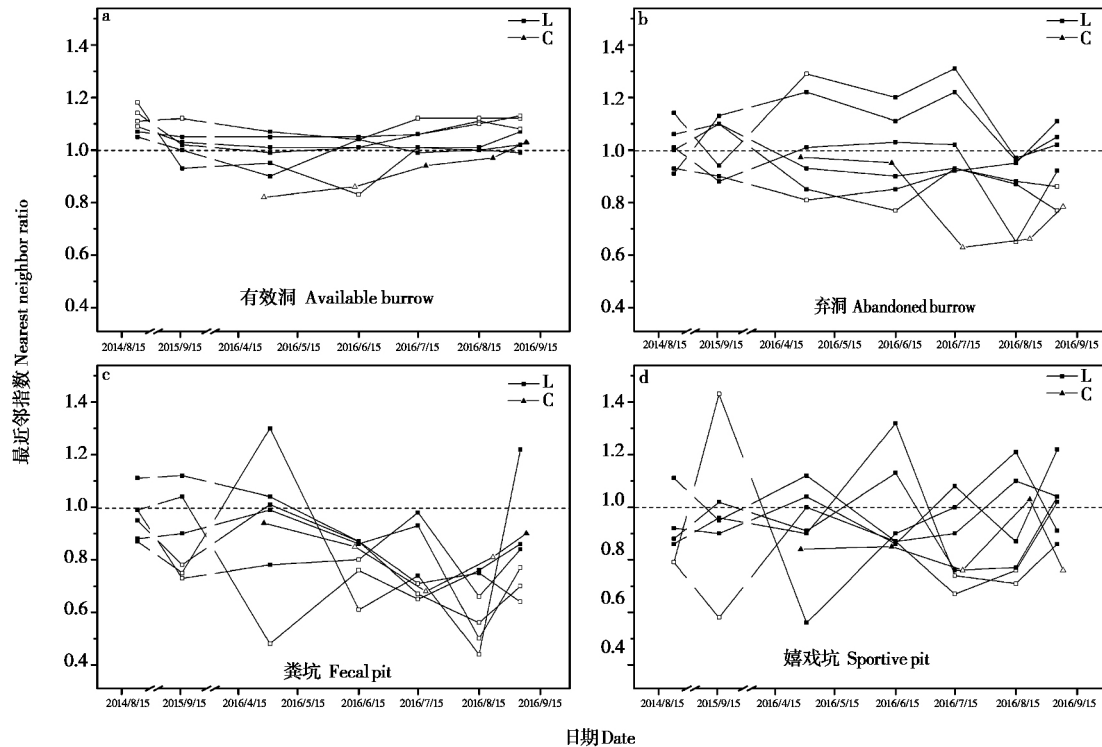 最近邻指数 Nearest neighbor ratio
a
L
C
1.4
1.2
1.0
0.8
0.6
0.4
有效洞 Available burrow
2014/8/15 2015/9/15 2016/4/15 2016/5/15 2016/6/15 2016/7/15 2016/8/15 2016/9/15
b
L
C
1.4
1.2
1.0
0.8
0.6
0.4
弃洞 Abandoned burrow
2014/8/15 2015/9/15 2016/4/15 2016/5/15 2016/6/15 2016/7/15 2016/8/15 2016/9/15
c
L
C
1.4
1.2
1.0
0.8
0.6
0.4
粪坑 Fecal pit
2014/8/15 2015/9/15 2016/4/15 2016/5/15 2016/6/15 2016/7/15 2016/8/15 2016/9/15
d
L
C
1.4
1.2
1.0
0.8
0.6
0.4
嬉戏坑 Sportive pit
2014/8/15 2015/9/15 2016/4/15 2016/5/15 2016/6/15 2016/7/15 2016/8/15 2016/9/15
日期 Date